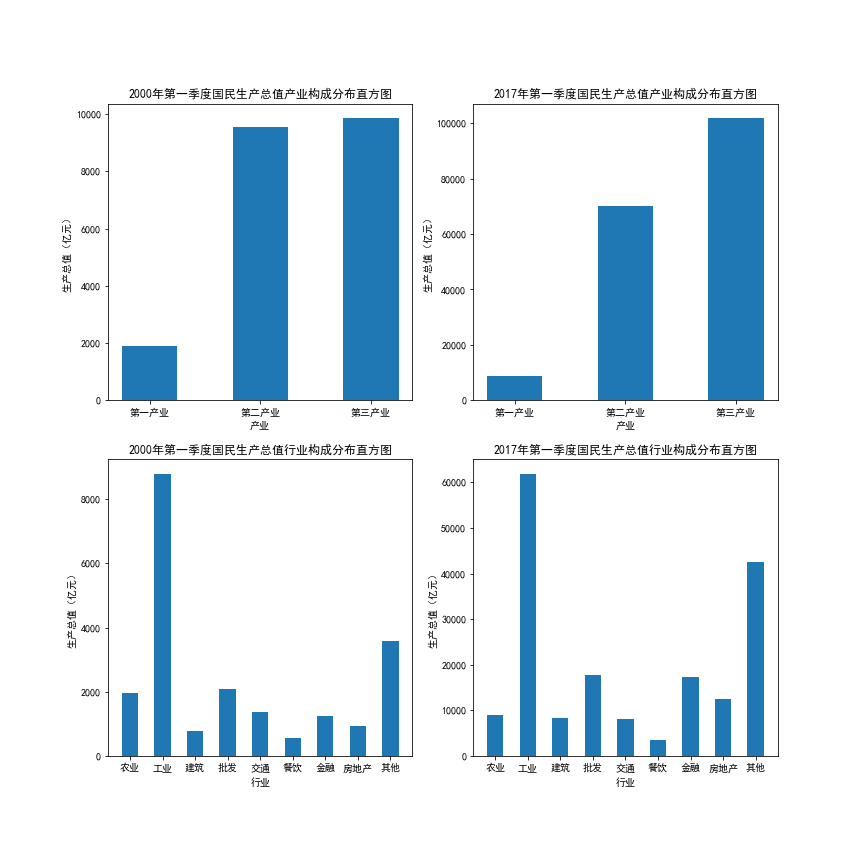 2000年第一季度国民生产总值产业构成分布直方图
生产总值（亿元）
10000
8000
6000
4000
2000
0
第一产业 第二产业 第三产业
产业
2017年第一季度国民生产总值产业构成分布直方图
生产总值（亿元）
100000
80000
60000
40000
20000
0
第一产业 第二产业 第三产业
产业
2000年第一季度国民生产总值行业构成分布直方图
生产总值（亿元）
8000
6000
4000
2000
0
农业 工业 建筑 批发 交通 餐饮 金融 房地产 其他
行业
2017年第一季度国民生产总值行业构成分布直方图
生产总值（亿元）
60000
50000
40000
30000
20000
10000
0
农业 工业 建筑 批发 交通 餐饮 金融 房地产 其他
行业